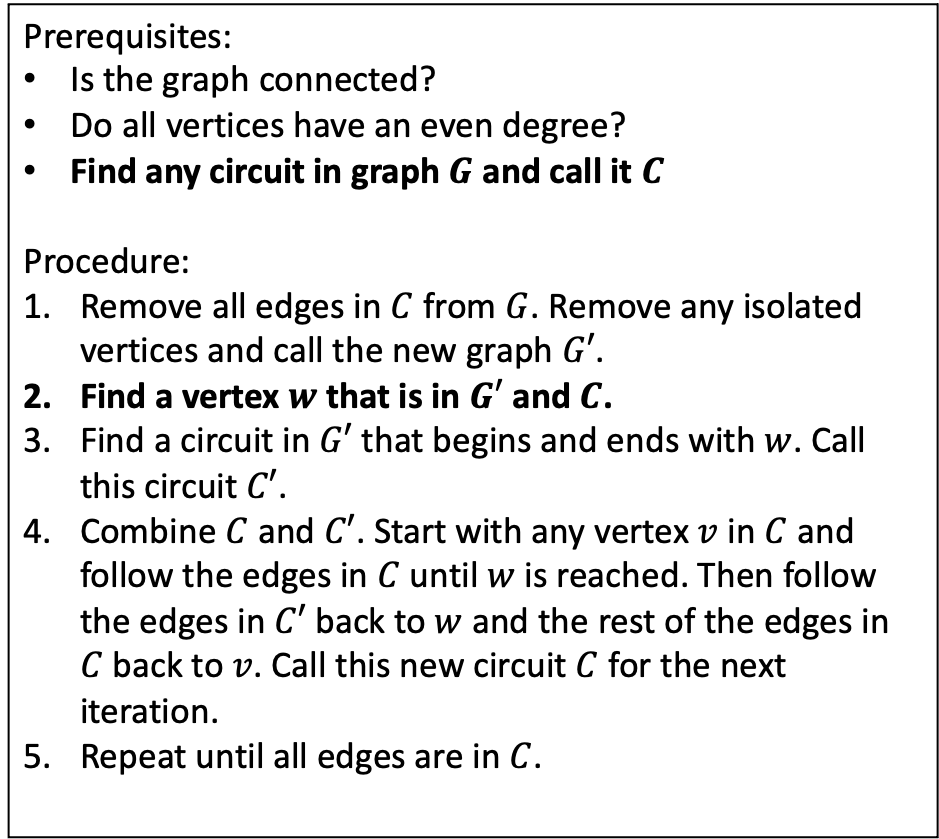 Prerequisites:
• Is the graph connected?
• Do all vertices have an even degree?
• Find any circuit in graph G and call it C
Procedure:
1. Remove all edges in C from G. Remove any isolated
vertices and call the new graph G′.
2. Find a vertex w that is in G′ and C.
3. Find a circuit in G′ that begins and ends with w. Call
this circuit C′.
4. Combine C and C′. Start with any vertex v in C and
follow the edges in C until w is reached. Then follow
the edges in C′ back to w and the rest of the edges in
C back to v. Call this new circuit C for the next
iteration.
5. Repeat until all edges are in C.